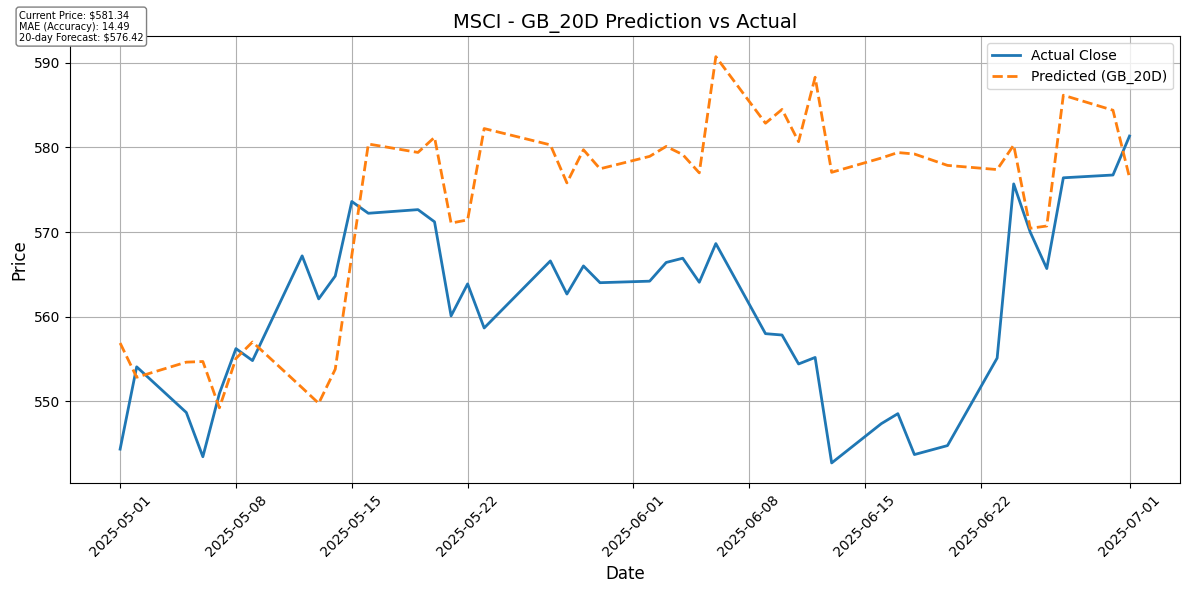 Current Price: $581.34
MAE (Accuracy): 14.49
20-day Forecast: $576.42
MSCI - GB_20D Prediction vs Actual
Actual Close
Predicted (GB_20D)
590
580
570
560
550
Price
2025-05-01
2025-05-08
2025-05-15
2025-05-22
2025-06-01
2025-06-08
2025-06-15
2025-06-22
2025-07-01
Date